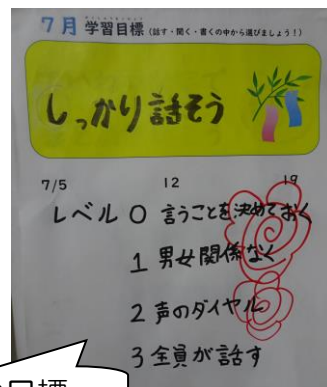 7月 学習目標 (話す・聞く・書くの中から選びましょう!)
しっかり話そう
7/5 12 19
レベル 0 言うことを決めておく
1 男女関係なく
2 声のダイヤル
3 全員が話す
目標